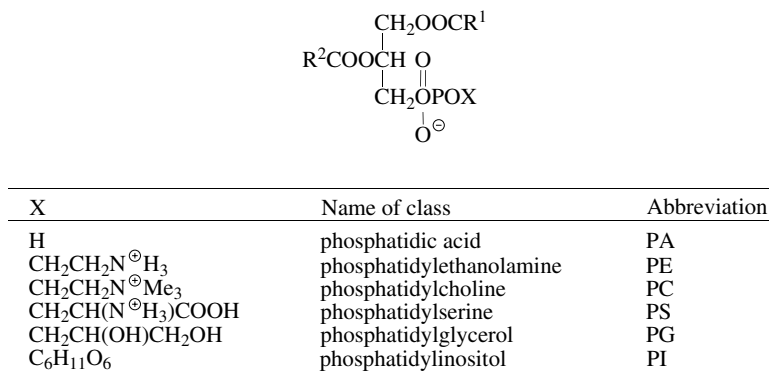 CH₂OOCR¹
R²COOCH O
CH₂OPOX
O⊖
X Name of class Abbreviation
H phosphatidic acid PA
CH₂CH₂N⊕H₃ phosphatidylethanolamine PE
CH₂CH₂N⊕Me₃ phosphatidylcholine PC
CH₂CH(N⊕H₃)COOH phosphatidylserine PS
CH₂CH(OH)CH₂OH phosphatidylglycerol PG
C₆H₁₁O₆ phosphatidylinositol PI